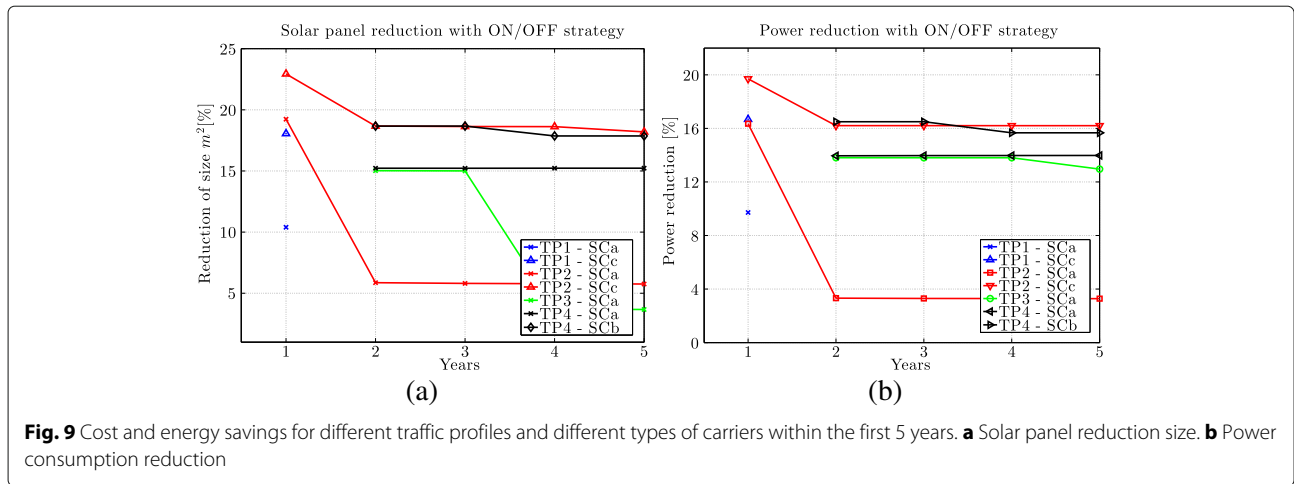 Solar panel reduction with ON/OFF strategy
Reduction of size m²[%]
25
20
15
10
5
1
2
3
4
5
Years
TP1 - SCa
TP1 - SCc
TP2 - SCa
TP2 - SCc
TP3 - SCa
TP4 - SCa
TP4 - SCb
(a)
Power reduction with ON/OFF strategy
Power reduction [%]
20
16
12
8
4
0
1
2
3
4
5
Years
TP1 - SCa
TP1 - SCc
TP2 - SCa
TP2 - SCc
TP3 - SCa
TP4 - SCa
TP4 - SCb
(b)
Fig. 9 Cost and energy savings for different traffic profiles and different types of carriers within the first 5 years. a Solar panel reduction size. b Power
consumption reduction